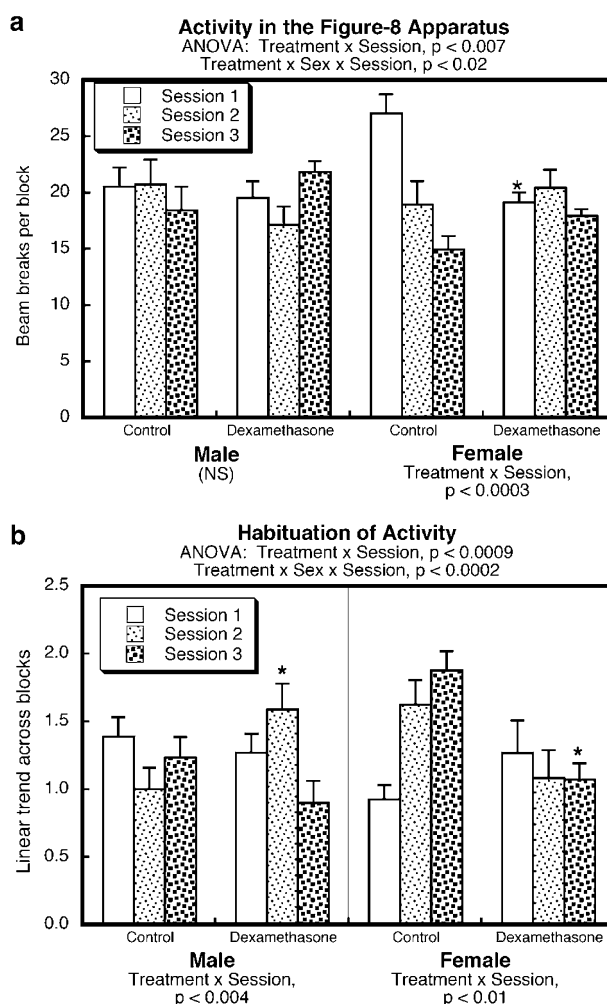 a
Activity in the Figure-8 Apparatus
ANOVA: Treatment x Session, p < 0.007
Treatment x Sex x Session, p < 0.02
30
25
20
15
10
5
0
Beam breaks per block
Session 1
Session 2
Session 3
*
Control
Dexamethasone
Control
Dexamethasone
Male
(NS)
Female
Treatment x Session,
p < 0.0003
b
Habituation of Activity
ANOVA: Treatment x Session, p < 0.0009
Treatment x Sex x Session, p < 0.0002
2.5
2.0
1.5
1.0
0.5
0.0
Linear trend across blocks
Session 1
Session 2
Session 3
*
*
Control
Dexamethasone
Control
Dexamethasone
Male
Treatment x Session,
p < 0.004
Female
Treatment x Session,
p < 0.01